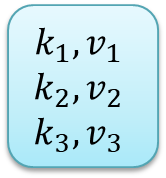 k₁, v₁
k₂, v₂
k₃, v₃